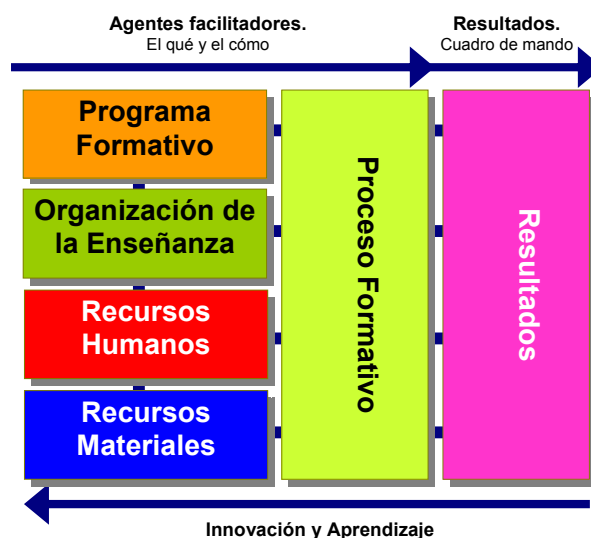 Agentes facilitadores.
El qué y el cómo
Resultados.
Cuadro de mando
Programa
Formativo
Organización de
la Enseñanza
Recursos
Humanos
Recursos
Materiales
Proceso Formativo
Resultados
Innovación y Aprendizaje